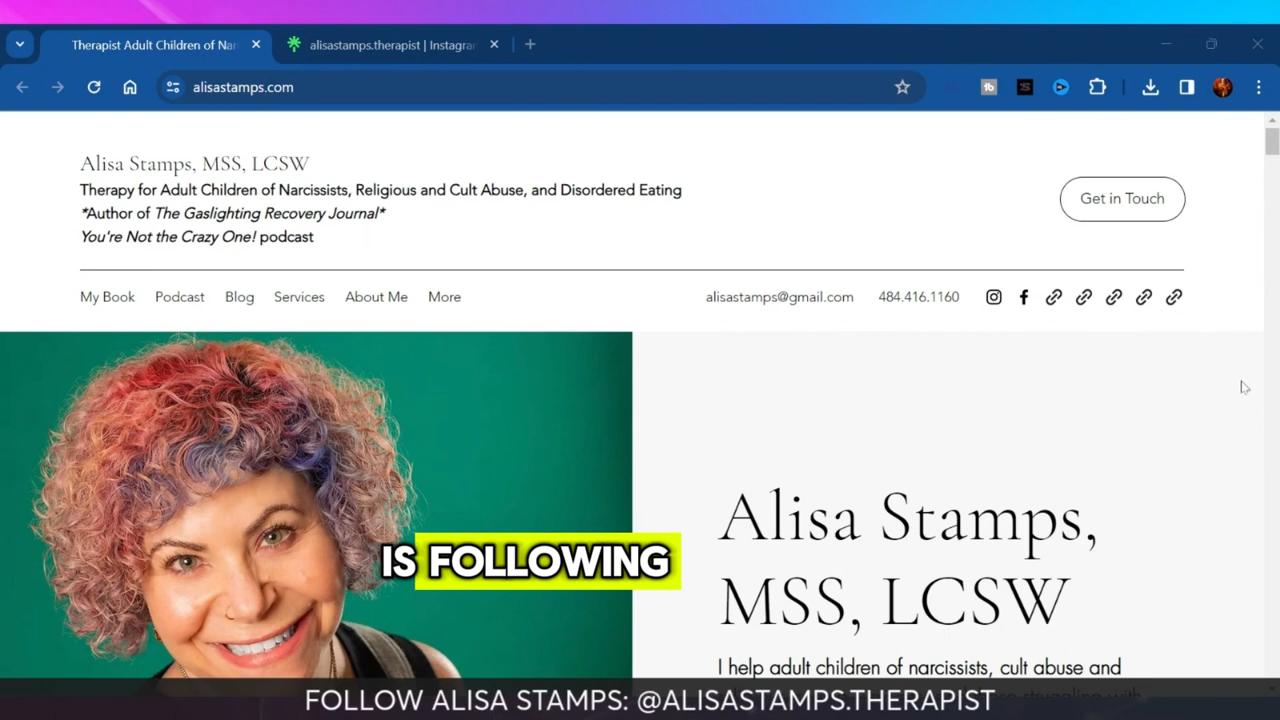 Therapist Adult Children of Nar
alisastamps.therapist | Instagram
alisastamps.com
Alisa Stamps, MSS, LCSW
Therapy for Adult Children of Narcissists, Religious and Cult Abuse, and Disordered Eating
*Author of The Gaslighting Recovery Journal*
You're Not the Crazy One! podcast
Get in Touch
My Book Podcast Blog Services About Me More
alisastamps@gmail.com 484.416.1160
IS FOLLOWING
Alisa Stamps,
MSS, LCSW
I help adult children of narcissists, cult abuse and
FOLLOW ALISA STAMPS: @ALISASTAMPS.THERAPIST